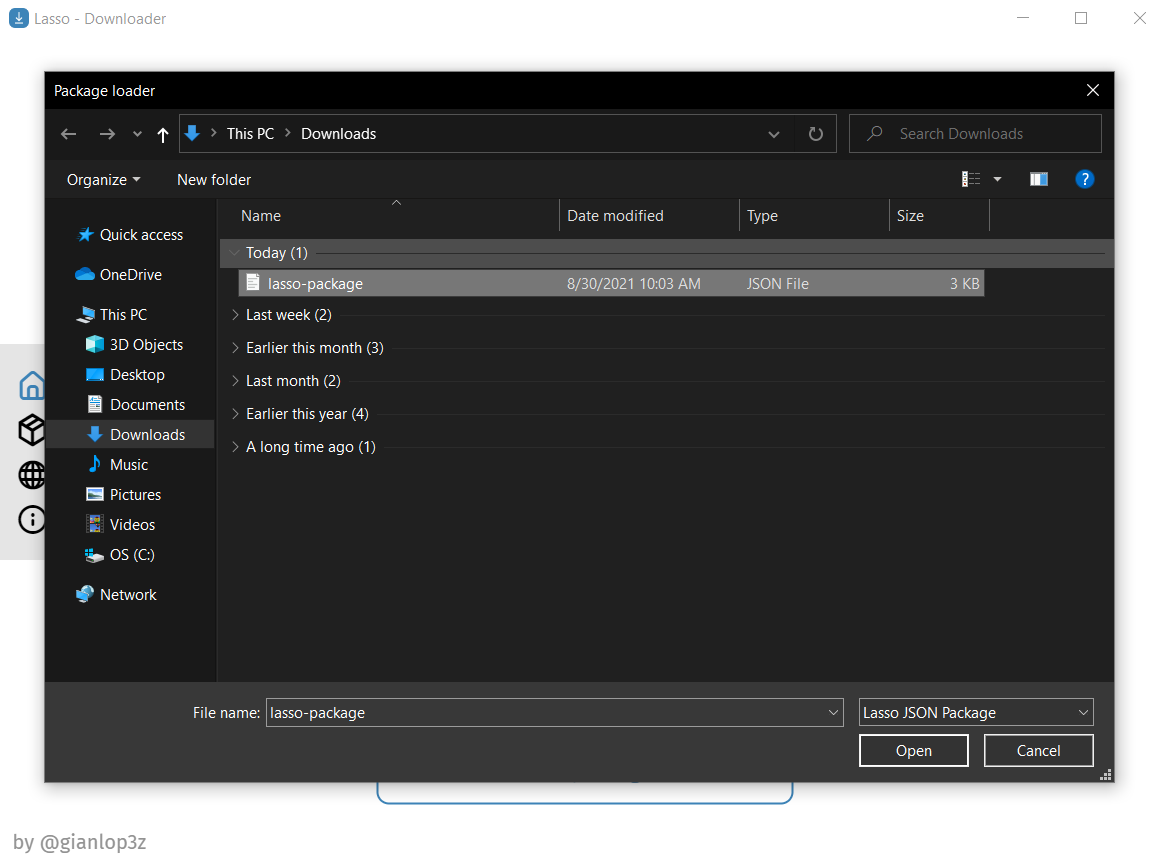 Lasso - Downloader
Package loader
This PC Downloads
Search Downloads
Organize New folder
?
Name Date modified Type Size
Today (1)
lasso-package 8/30/2021 10:03 AM JSON File 3 KB
Last week (2)
Earlier this month (3)
Last month (2)
Earlier this year (4)
A long time ago (1)
Quick access
OneDrive
This PC
3D Objects
Desktop
Documents
Downloads
Music
Pictures
Videos
OS (C:)
Network
File name: lasso-package Lasso JSON Package
Open Cancel
by @gianlop3z